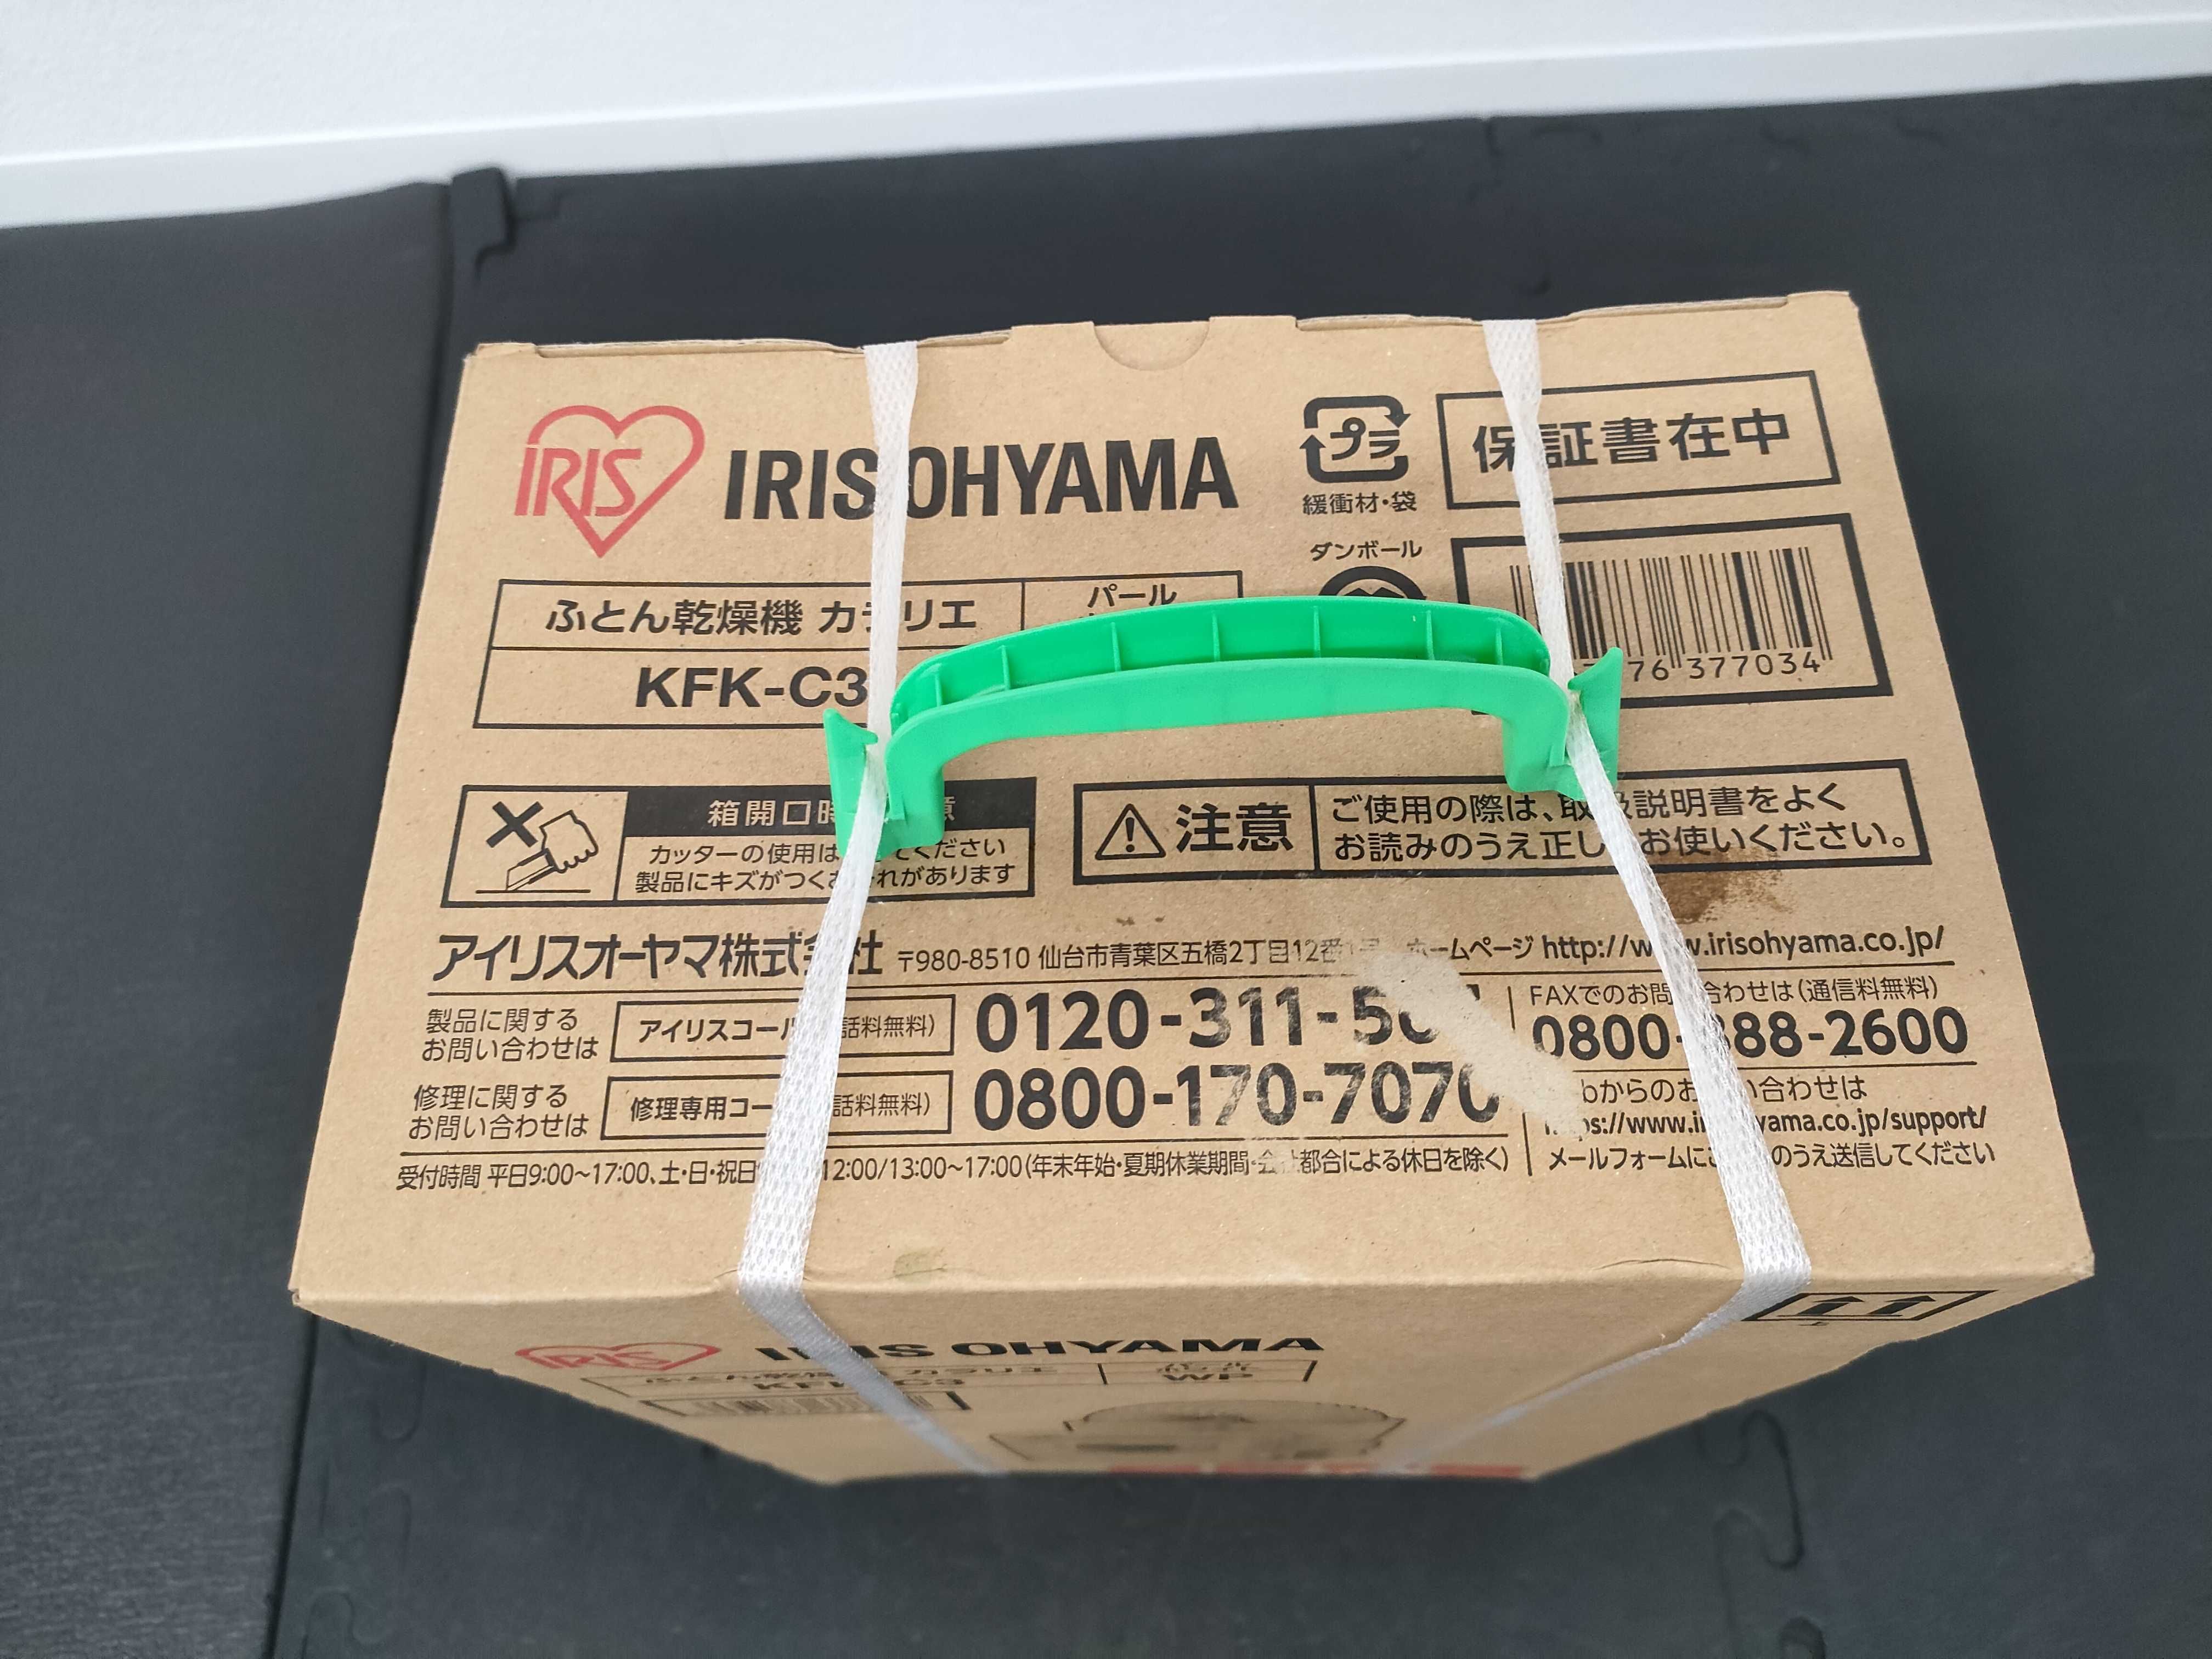 IRIS IRIS OHYAMA
プラ
緩衝材・袋
保証書在中
ダンボール
ふとん乾燥機 カラリエ
パール
KFK-C3
76 377034
箱開口時
カッターの使用は
製品にキズがつく れがあります
注意
ご使用の際は、取扱説明書をよく
お読みのうえ正しくお使いください。
アイリスオーヤマ株式会社 〒980-8510 仙台市青葉区五橋2丁目12番1号 ホームページ http://www.irisohyama.co.jp/
製品に関する
お問い合わせは
アイリスコール 話料無料)
0120-311-5
修理に関する
お問い合わせは
修理専用コー 話料無料)
0800-170-7070
FAXでのお問い合わせは(通信料無料)
0800- 88-2600
からのお問い合わせは
https://www.irisohyama.co.jp/support/
メールフォームに のうえ送信してください
受付時間 平日9:00~17:00、土・日・祝日 12:00/13:00~17:00(年末年始・夏期休業期間・会社都合による休日を除く)
IRIS IRIS OHYAMA
KFK-C3
WP